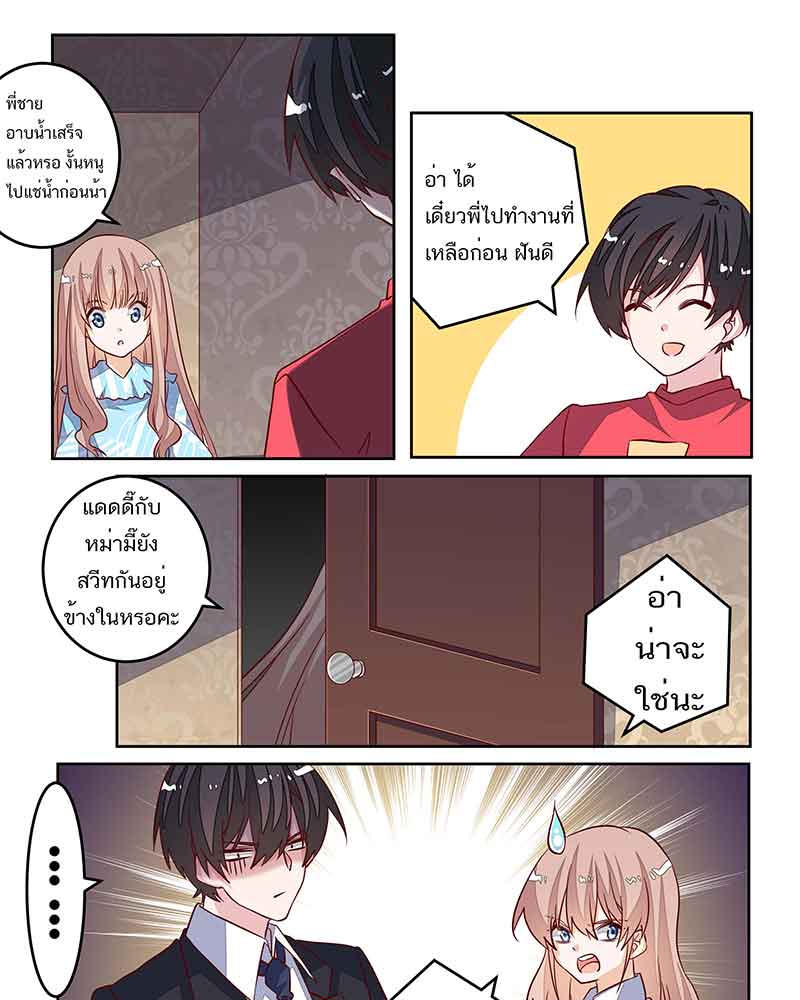 พี่ชาย
อาบน้ำเสร็จ
แล้วหรอ งั้นหนู
ไปแช่น้ำก่อนน้า
อ่า ได้
เดี๋ยวพี่ไปทำงานที่
เหลือก่อน ฝันดี
แดดดี๊กับ
หม่ามี๊ยัง
สวีทกันอยู่
ข้างในหรอคะ
อ่า
น่าจะ
ใช่นะ
••••
••